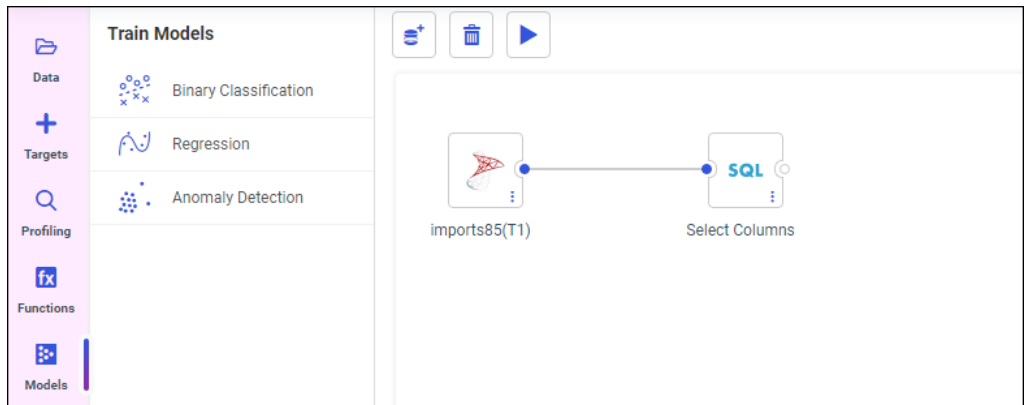 Data
Targets
Profiling
fx
Functions
Models
Train Models
Binary Classification
Regression
Anomaly Detection
imports85(T1)
SQL
Select Columns